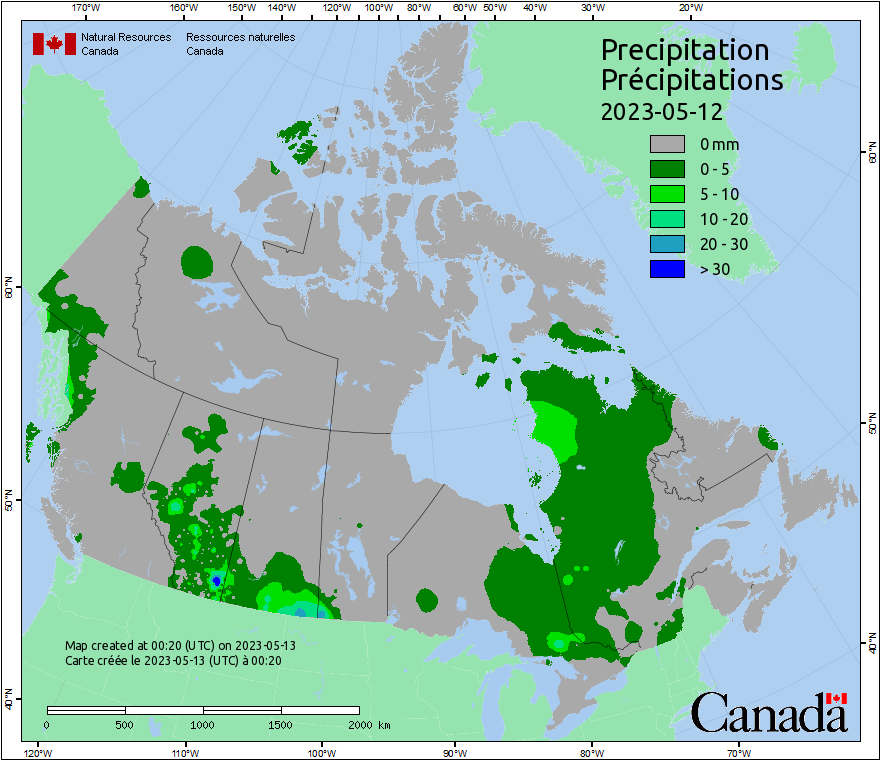 170°W 160°W 150°W 140°W 130°W 120°W 110°W 100°W 90°W 80°W 60°W 50°W 40°W 30°W 20°W
Natural Resources Ressources naturelles
Canada Canada
Precipitation
Précipitations
2023-05-12
0 mm
0 - 5
5 - 10
10 - 20
20 - 30
> 30
60°N
60°N
50°N
50°N
40°N
40°N
Map created at 00:20 (UTC) on 2023-05-13
Carte créée le 2023-05-13 (UTC) à 00:20
0 500 1000 1500 2000 km
Canada
120°W 110°W 100°W 90°W 80°W 70°W